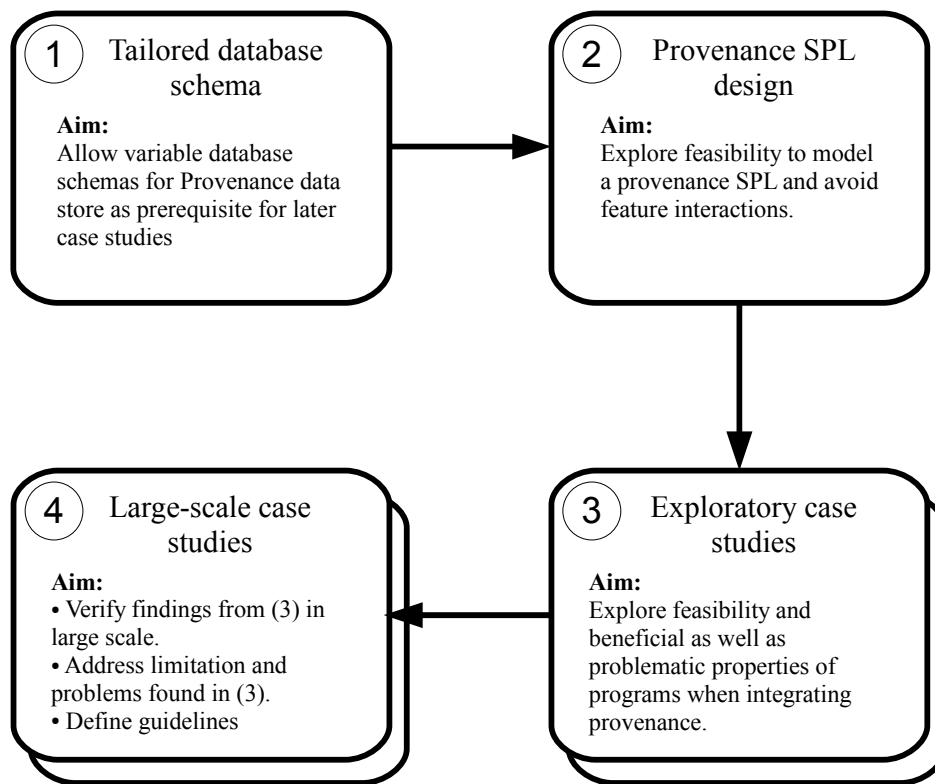 1
Tailored database
schema
Aim:
Allow variable database
schemas for Provenance data
store as prerequisite for later
case studies
2
Provenance SPL
design
Aim:
Explore feasibility to model
a provenance SPL and avoid
feature interactions.
4
Large-scale case
studies
Aim:
• Verify findings from (3) in
large scale.
• Address limitation and
problems found in (3).
• Define guidelines
3
Exploratory case
studies
Aim:
Explore feasibility and
beneficial as well as
problematic properties of
programs when integrating
provenance.